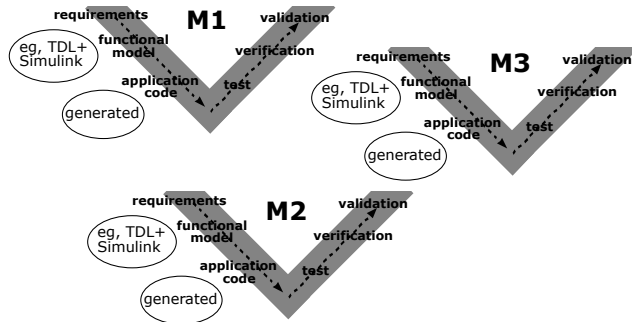 requirements
M1
validation
eg, TDL+
Simulink
functional
model
verification
application
code
test
generated
requirements
M3
validation
eg, TDL+
Simulink
functional
model
verification
application
code
test
generated
requirements
M2
validation
eg, TDL+
Simulink
functional
model
verification
application
code
test
generated